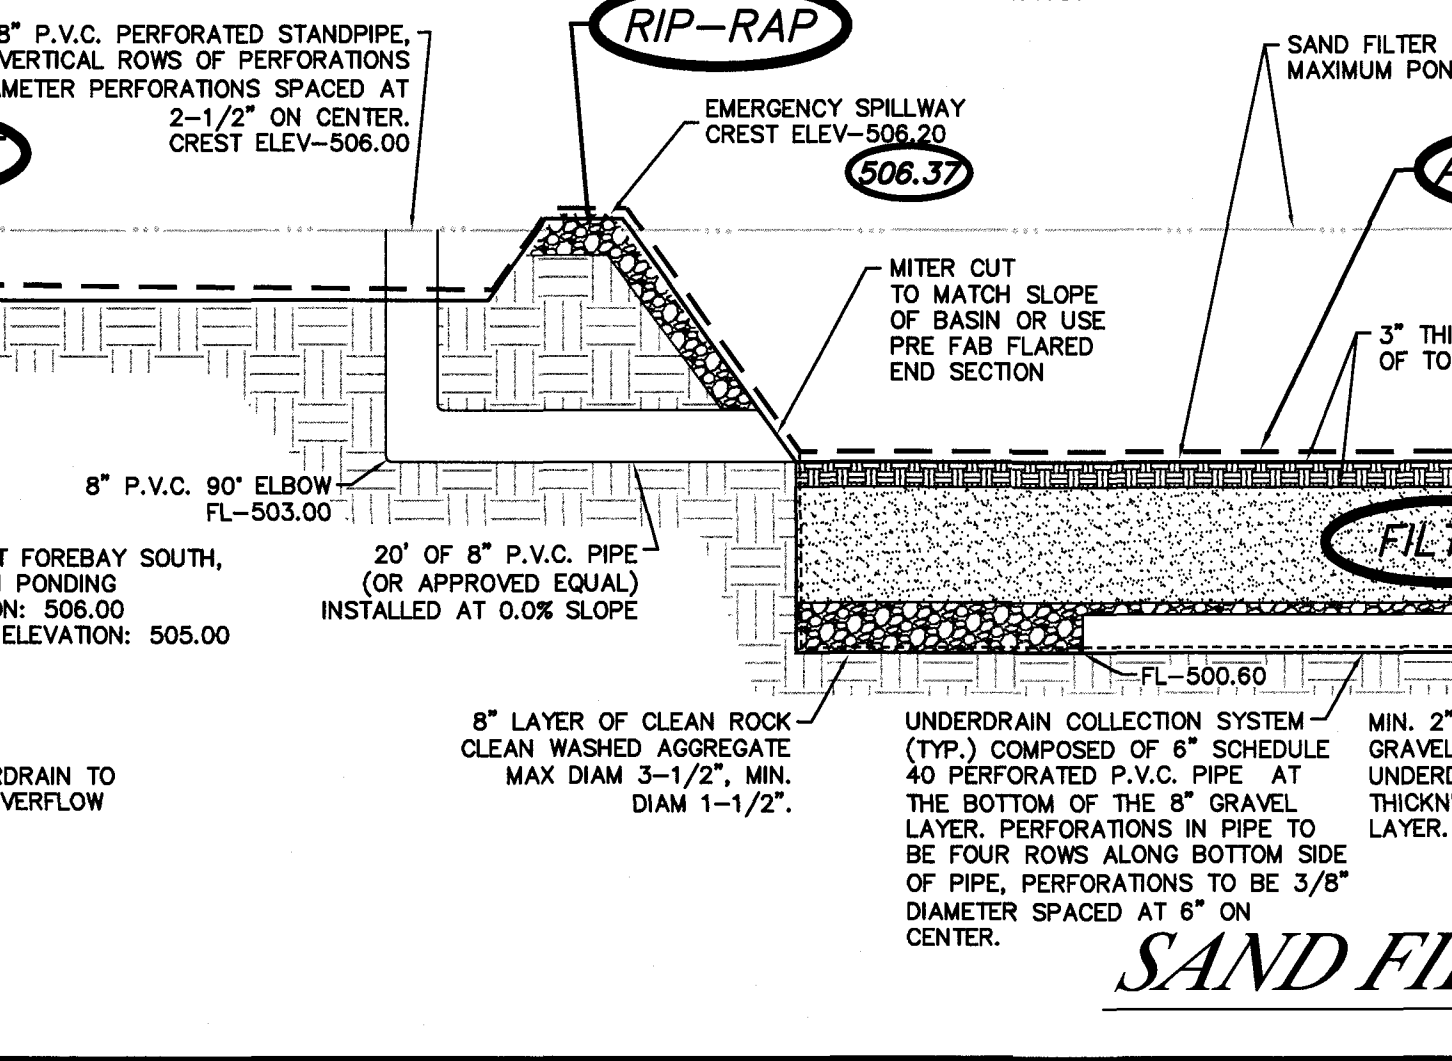 8" P.V.C. PERFORATED STANDPIPE,
VERTICAL ROWS OF PERFORATIONS
PERFORATIONS SPACED AT
2-1/2" ON CENTER.
CREST ELEV-506.00
RIP-RAP
EMERGENCY SPILLWAY
CREST ELEV-506.20
506.37
SAND FILTER
MAXIMUM
MITER CUT
TO MATCH SLOPE
OF BASIN OR USE
PRE FAB FLARED
END SECTION
3"
OF
8" P.V.C. 90° ELBOW
FL-503.00
FOREBAY SOUTH,
PONDING
506.00
ELEVATION: 505.00
20' OF 8" P.V.C. PIPE
(OR APPROVED EQUAL)
INSTALLED AT 0.0% SLOPE
FL-500.60
8" LAYER OF CLEAN ROCK
CLEAN WASHED AGGREGATE
MAX DIAM 3-1/2", MIN.
DIAM 1-1/2".
TO
UNDERDRAIN COLLECTION SYSTEM
(TYP.) COMPOSED OF 6" SCHEDULE
40 PERFORATED P.V.C. PIPE AT
THE BOTTOM OF THE 8" GRAVEL
LAYER. PERFORATIONS IN PIPE TO
BE FOUR ROWS ALONG BOTTOM SIDE
OF PIPE, PERFORATIONS TO BE 3/8"
DIAMETER SPACED AT 6" ON
CENTER.
MIN. 2"
GRAVEL
LAYER.
SAND